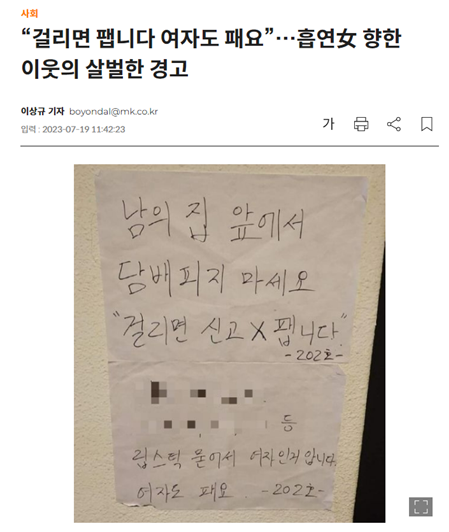 사회
“걸리면 팹니다 여자도 패요”…흡연女 향한
이웃의 살벌한 경고
이상규 기자 boyondal@mk.co.kr
입력 : 2023-07-19 11:42:23
가
남의 집 앞에서
담배피지 마세요
"걸리면 신고 X 팹니다."
-202호-
등
립스틱 묻어서 여자인거 압니다.
여자도 패요. -202호-